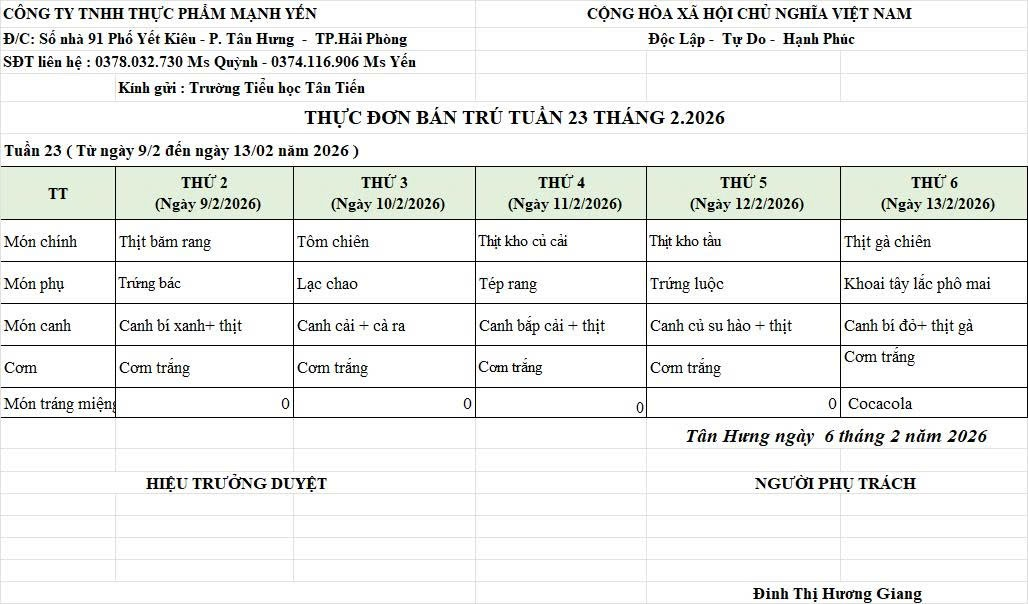 CÔNG TY TNHH THỰC PHẨM MẠNH YẾN
CỘNG HÒA XÃ HỘI CHỦ NGHĨA VIỆT NAM
Đ/C: Số nhà 91 Phố Yết Kiêu - P. Tân Hưng - TP.Hải Phòng
Độc Lập - Tự Do - Hạnh Phúc
SĐT liên hệ : 0378.032.730 Ms Quỳnh - 0374.116.906 Ms Yến
Kính gửi : Trường Tiểu học Tân Tiến
THỰC ĐƠN BÁN TRÚ TUẦN 23 THÁNG 2.2026
Tuần 23 ( Từ ngày 9/2 đến ngày 13/02 năm 2026 )
TT THỨ 2 (Ngày 9/2/2026) THỨ 3 (Ngày 10/2/2026) THỨ 4 (Ngày 11/2/2026) THỨ 5 (Ngày 12/2/2026) THỨ 6 (Ngày 13/2/2026)
Món chính Thịt băm rang Tôm chiên Thịt kho củ cải Thịt kho tầu Thịt gà chiên
Món phụ Trứng bác Lạc chao Tép rang Trứng luộc Khoai tây lắc phô mai
Món canh Canh bí xanh+ thịt Canh cải + cà ra Canh bắp cải + thịt Canh củ su hào + thịt Canh bí đỏ+ thịt gà
Cơm Cơm trắng Cơm trắng Cơm trắng Cơm trắng Cơm trắng
Món tráng miệng 0 0 0 0 Cocacola
Tân Hưng ngày 6 tháng 2 năm 2026
HIỆU TRƯỞNG DUYỆT
NGƯỜI PHỤ TRÁCH
Đinh Thị Hương Giang